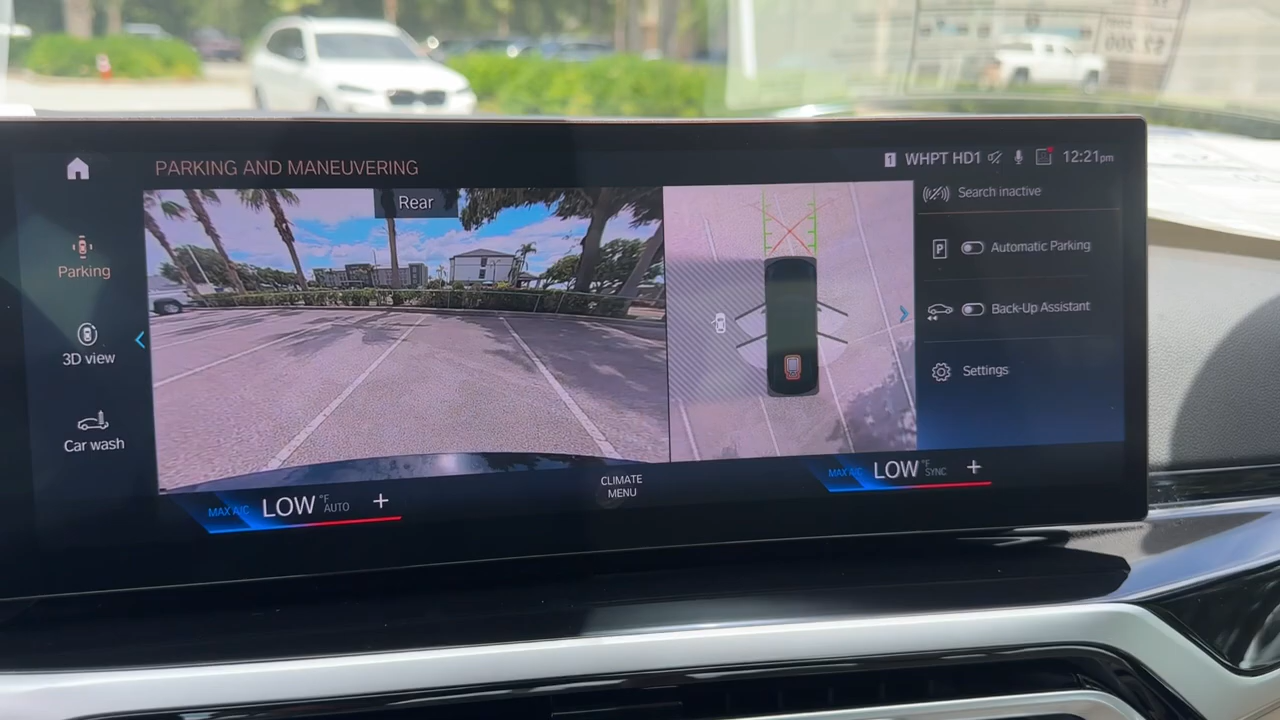 PARKING AND MANEUVERING
1 WHPT HD1 12:21pm
Rear
Search inactive
P Automatic Parking
Back-Up Assistant
Settings
Parking
3D view
Car wash
MAX A/C LOW °F AUTO +
CLIMATE
MENU
MAX A/C LOW °F SYNC +